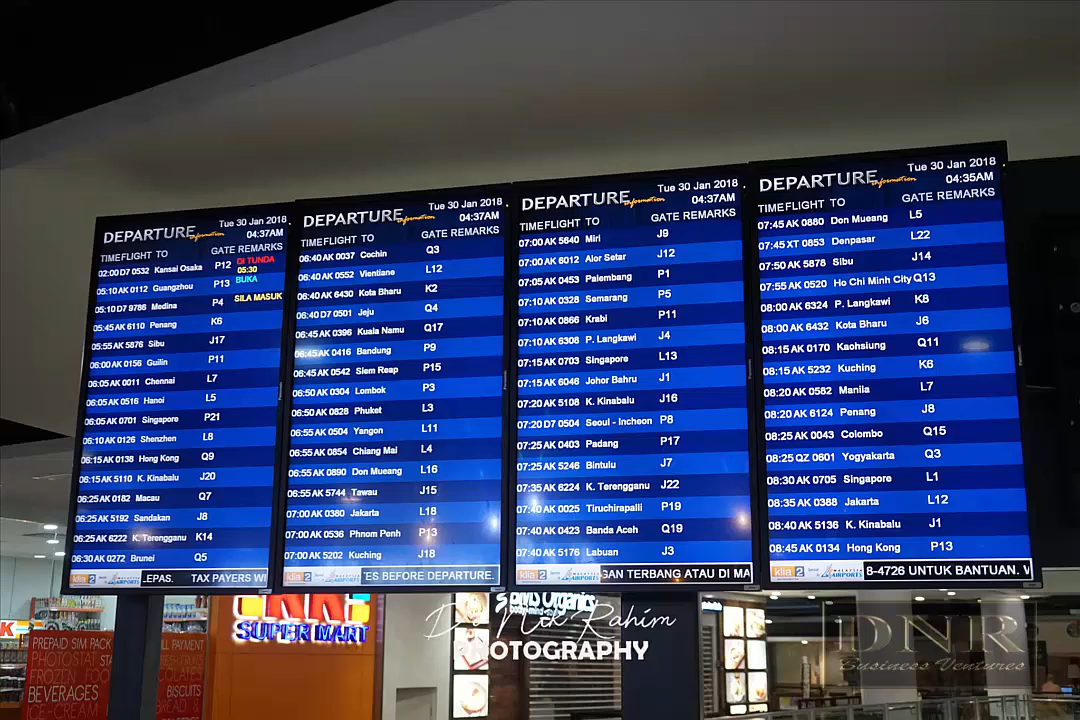 DEPARTURE information
Tue 30 Jan 2018
04:37AM
TIME FLIGHT TO GATE REMARKS
02:00 D7 0532 Kansai Osaka P12 DI TUNDA 05:30
05:10 AK 0112 Guangzhou P13 BUKA
05:10 D7 9786 Medina P4 SILA MASUK
05:45 AK 6110 Penang K6
05:55 AK 5876 Sibu J17
06:00 AK 0156 Guilin P11
06:05 AK 0011 Chennai L7
06:05 AK 0516 Hanoi L5
06:05 AK 0701 Singapore P21
06:10 AK 0126 Shenzhen L8
06:15 AK 0138 Hong Kong Q9
06:15 AK 5110 K. Kinabalu J20
06:25 AK 0182 Macau Q7
06:25 AK 5192 Sandakan J8
06:25 AK 6222 K. Terengganu K14
06:30 AK 0272 Brunei Q5
klia2 MALAYSIA AIRPORTS .EPAS. TAX PAYERS WI
DEPARTURE information
Tue 30 Jan 2018
04:37AM
TIME FLIGHT TO GATE REMARKS
06:40 AK 0037 Cochin Q3
06:40 AK 0552 Vientiane L12
06:40 AK 6430 Kota Bharu K2
06:40 D7 0501 Jeju Q4
06:45 AK 0396 Kuala Namu Q17
06:45 AK 0416 Bandung P9
06:45 AK 0542 Siem Reap P15
06:50 AK 0304 Lombok P3
06:50 AK 0828 Phuket L3
06:55 AK 0504 Yangon L11
06:55 AK 0854 Chiang Mai L4
06:55 AK 0890 Don Mueang L16
06:55 AK 5744 Tawau J15
07:00 AK 0380 Jakarta L18
07:00 AK 0536 Phnom Penh P13
07:00 AK 5202 Kuching J18
klia2 MALAYSIA AIRPORTS ES BEFORE DEPARTURE.
DEPARTURE information
Tue 30 Jan 2018
04:37AM
TIME FLIGHT TO GATE REMARKS
07:00 AK 5640 Miri J9
07:00 AK 6012 Alor Setar J12
07:05 AK 0453 Palembang P1
07:10 AK 0328 Semarang P5
07:10 AK 0866 Krabi P11
07:10 AK 6308 P. Langkawi J4
07:15 AK 0703 Singapore L13
07:15 AK 6046 Johor Bahru J1
07:20 AK 5108 K. Kinabalu J16
07:20 D7 0504 Seoul - Incheon P8
07:25 AK 0403 Padang P17
07:25 AK 5246 Bintulu J7
07:35 AK 6224 K. Terengganu J22
07:40 AK 0025 Tiruchirapalli P19
07:40 AK 0423 Banda Aceh Q19
07:40 AK 5176 Labuan J3
klia2 MALAYSIA AIRPORTS GAN TERBANG ATAU DI MA
DEPARTURE information
Tue 30 Jan 2018
04:35AM
TIME FLIGHT TO GATE REMARKS
07:45 AK 0880 Don Mueang L5
07:45 XT 0853 Denpasar L22
07:50 AK 5878 Sibu J14
07:55 AK 0520 Ho Chi Minh City Q13
08:00 AK 6324 P. Langkawi K8
08:00 AK 6432 Kota Bharu J6
08:15 AK 0170 Kaohsiung Q11
08:15 AK 5232 Kuching K6
08:20 AK 0582 Manila L7
08:20 AK 6124 Penang J8
08:25 AK 0043 Colombo Q15
08:25 QZ 0601 Yogyakarta Q3
08:30 AK 0705 Singapore L1
08:35 AK 0388 Jakarta L12
08:40 AK 5136 K. Kinabalu J1
08:45 AK 0134 Hong Kong P13
klia2 MALAYSIA AIRPORTS 8-4726 UNTUK BANTUAN.
KK
SUPER MART
PREPAID SIM PACK
PHOTOSTAT
FROZEN FOOD
BEVERAGES
ICE-CREAM
PAYMENT
BISCUITS
BREAD &
BMS Organics
body·mind
D' Nik Rahim
PHOTOGRAPHY
DNR
Business Ventures